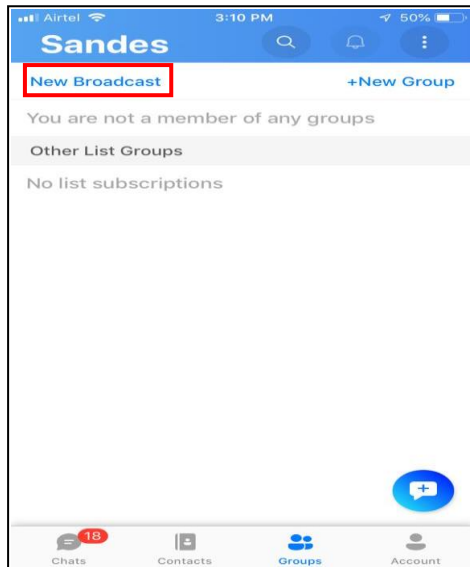 Airtel 3:10 PM 50%
Sandes
New Broadcast +New Group
You are not a member of any groups
Other List Groups
No list subscriptions
18
Chats Contacts Groups Account